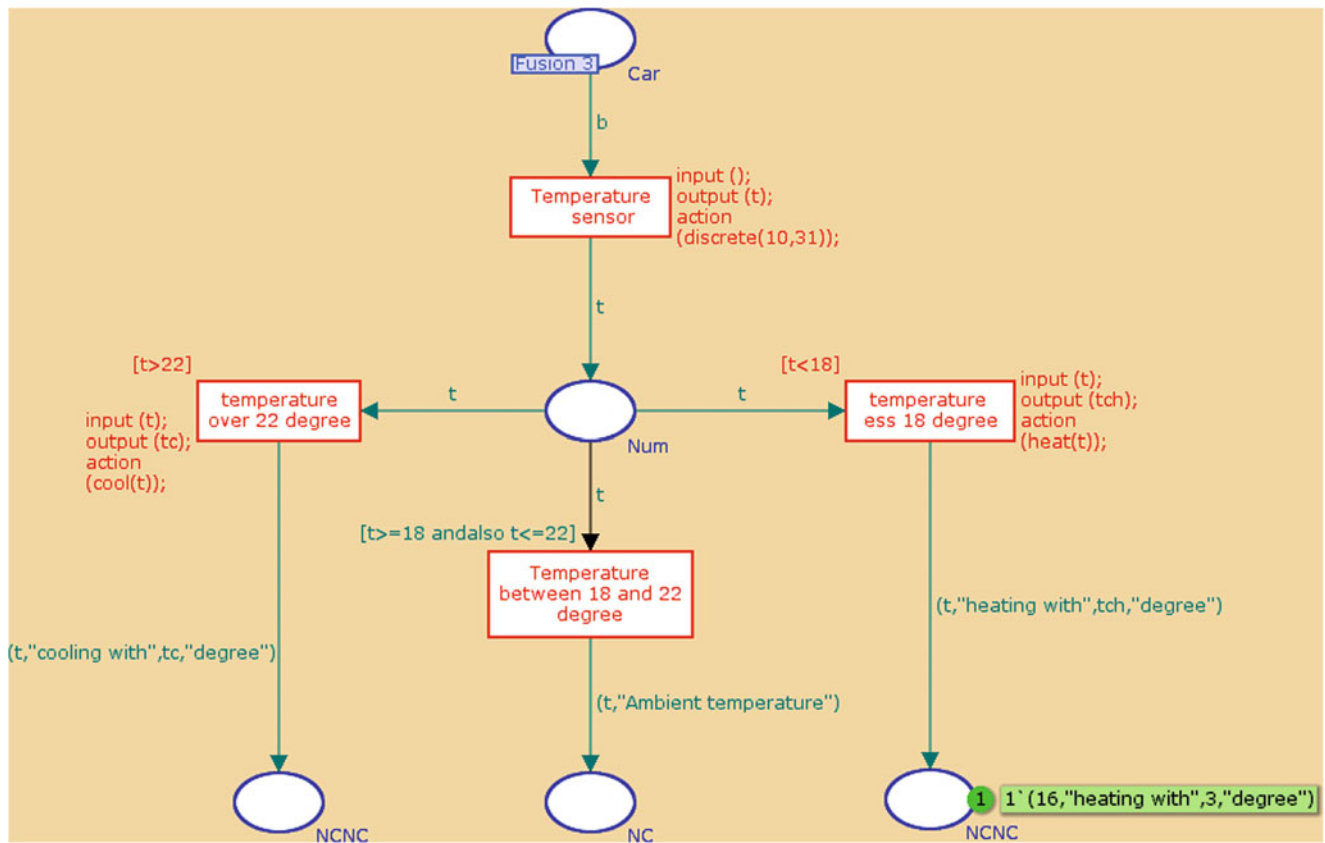 Fusion 3
Car
b
Temperature
sensor
input ();
output (t);
action
(discrete(10,31));
t
[t>22]
[t<18]
temperature
over 22 degree
input (t);
output (tc);
action
(cool(t));
t
Num
t
temperature
ess 18 degree
input (t);
output (tch);
action
(heat(t));
t
[t>=18 andalso t<=22]
Temperature
between 18 and 22
degree
(t,"cooling with",tc,"degree")
(t,"Ambient temperature")
(t,"heating with",tch,"degree")
NCNC
NC
NCNC
1
1`(16,"heating with",3,"degree")